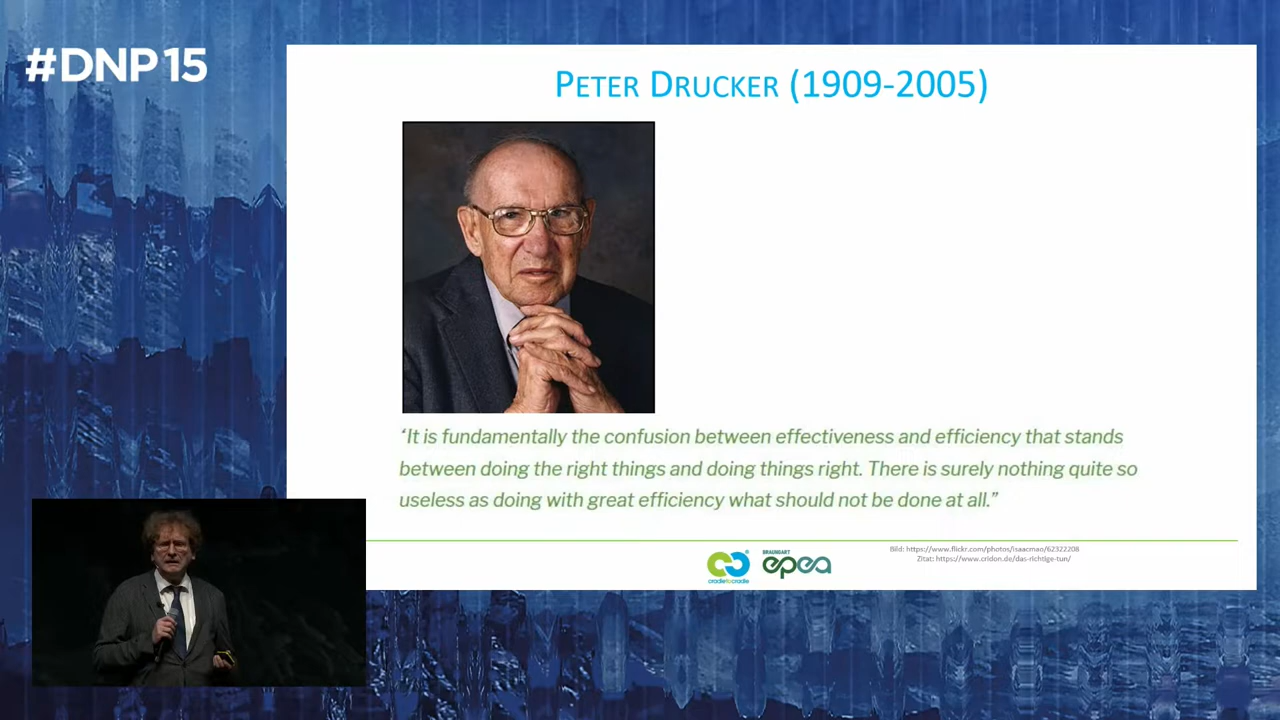 #DNP15
PETER DRUCKER (1909-2005)
‘It is fundamentally the confusion between effectiveness and efficiency that stands
between doing the right things and doing things right. There is surely nothing quite so
useless as doing with great efficiency what should not be done at all.”
cradletocradle
BRAUNGART
epea
Bild: https://www.flickr.com/photos/isaacmao/62322208
Zitat: https://www.cridon.de/das-richtige-tun/